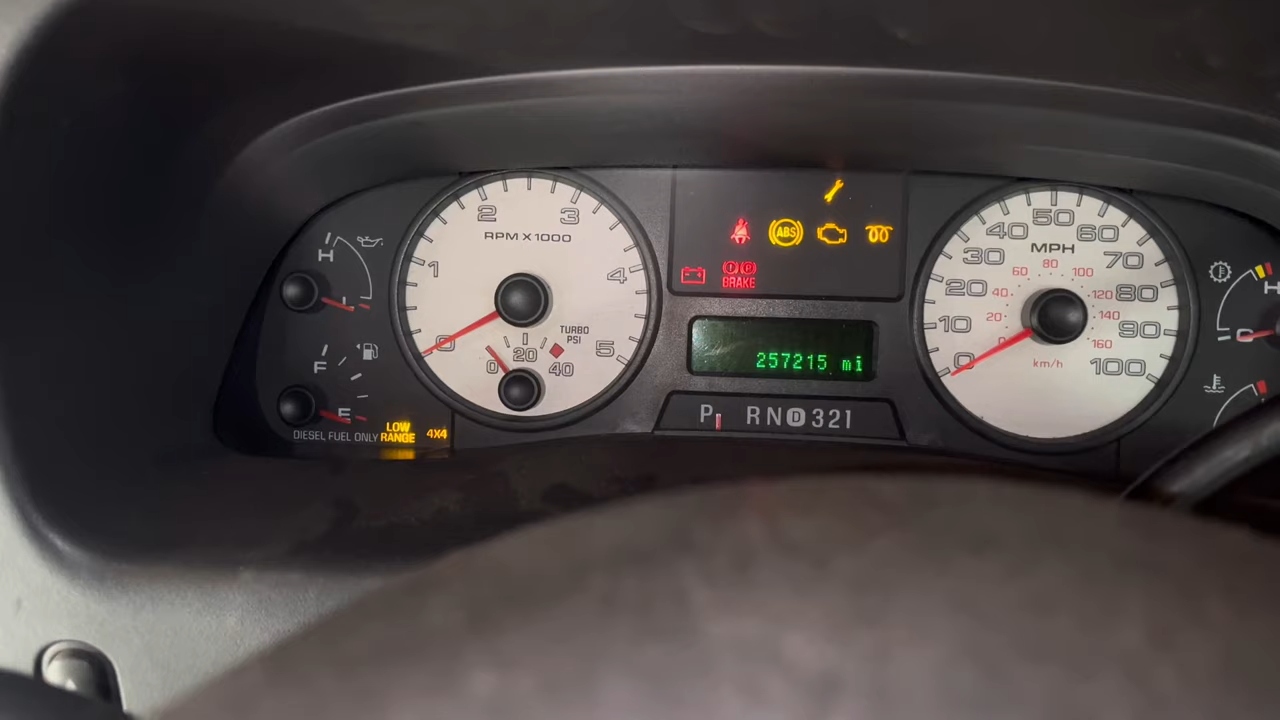 H
L
F
E
DIESEL FUEL ONLY
LOW
RANGE
4X4
0 1 2 3 4 5
RPM X 1000
TURBO
PSI
0 20 40
ABS
BRAKE
257215 mi
P R N D 3 2 1
0 10 20 30 40 50 60 70 80 90 100
MPH
0 20 40 60 80 100 120 140 160
km/h
H
C